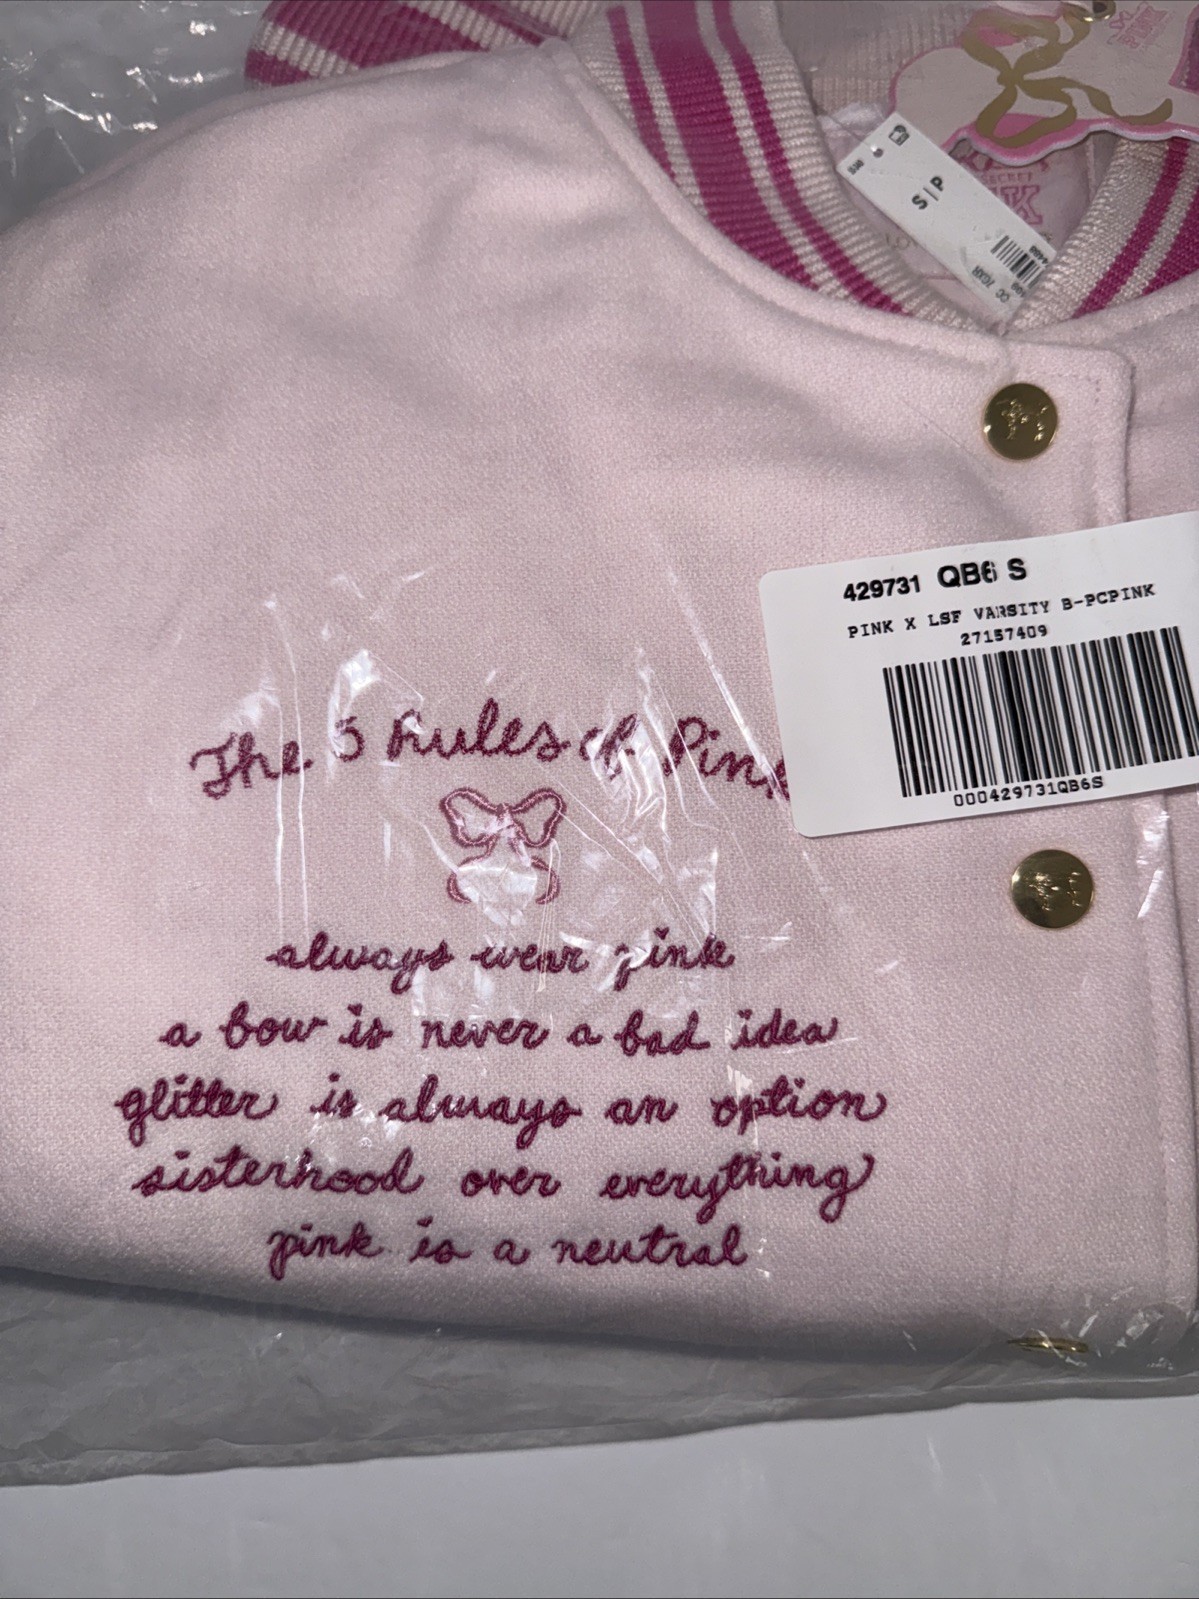 S/P
SECRET
429731 QB6 S
PINK X LSF VARSITY B-PCPINK
27157409
000429731QB6S
The 5 Rules of Pink
always wear pink
a bow is never a bad idea
glitter is always an option
sisterhood over everything
pink is a neutral